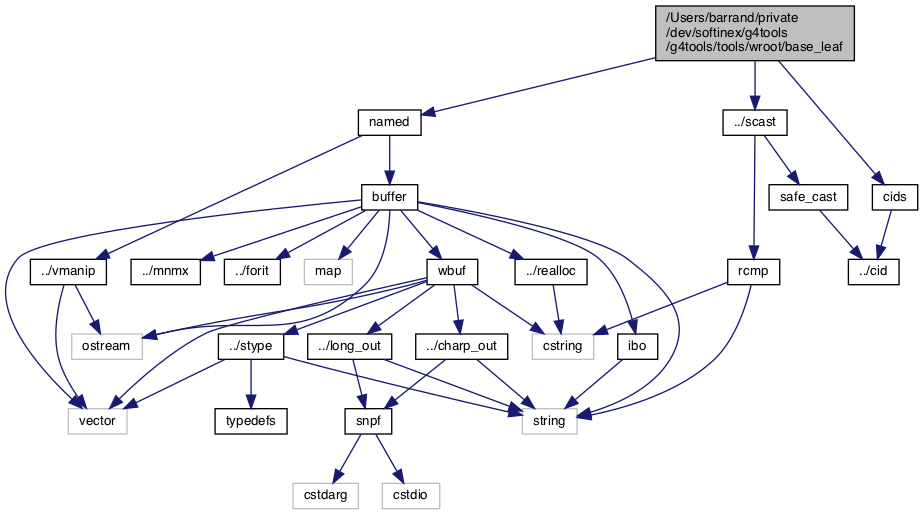 /Users/barrand/private
/dev/softinex/g4tools
/g4tools/tools/wroot/base_leaf
named
../scast
buffer
safe_cast
cids
../vmanip
../mnmx
../forit
map
wbuf
../realloc
rcmp
../cid
ostream
../stype
../long_out
../charp_out
cstring
ibo
vector
typedefs
snpf
string
cstdarg
cstdio